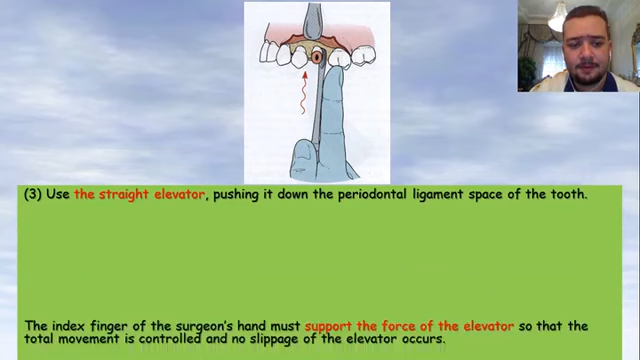 (3) Use the straight elevator, pushing it down the periodontal ligament space of the tooth.
The index finger of the surgeon's hand must support the force of the elevator so that the
total movement is controlled and no slippage of the elevator occurs.